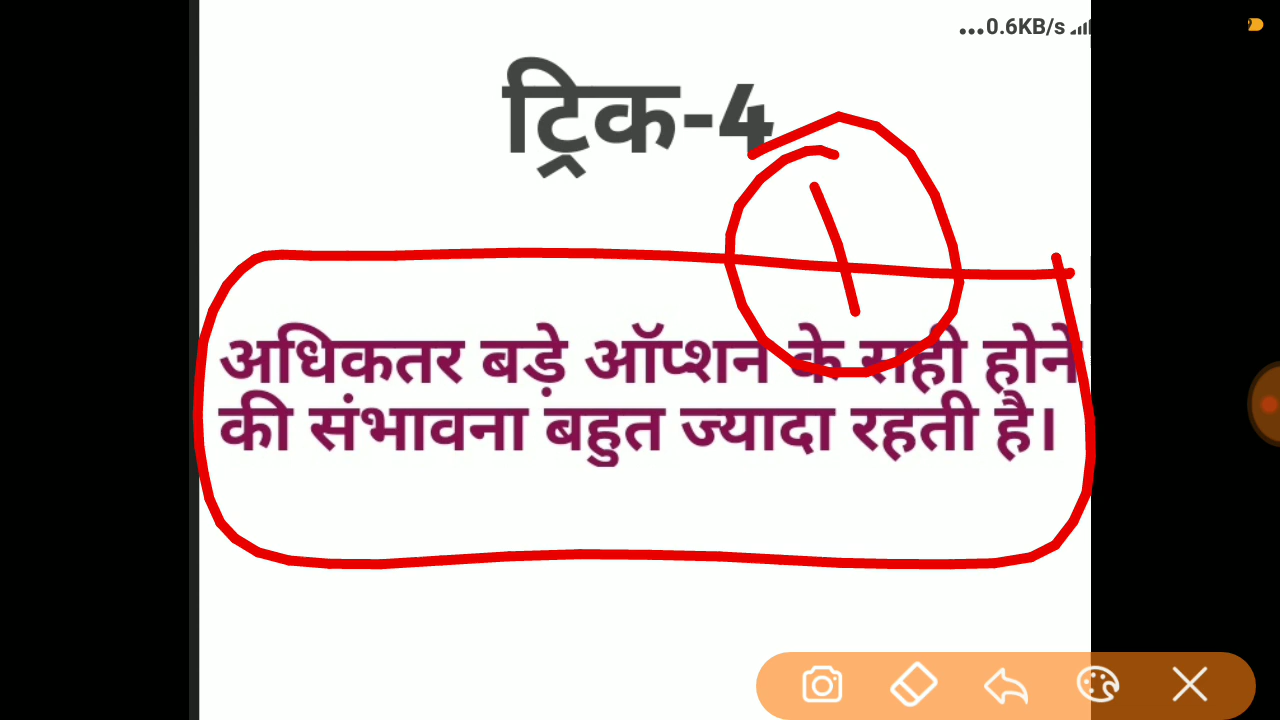 ...0.6KB/s
ट्रिक-4
अधिकतर बड़े ऑप्शन के सही होने
की संभावना बहुत ज्यादा रहती है।